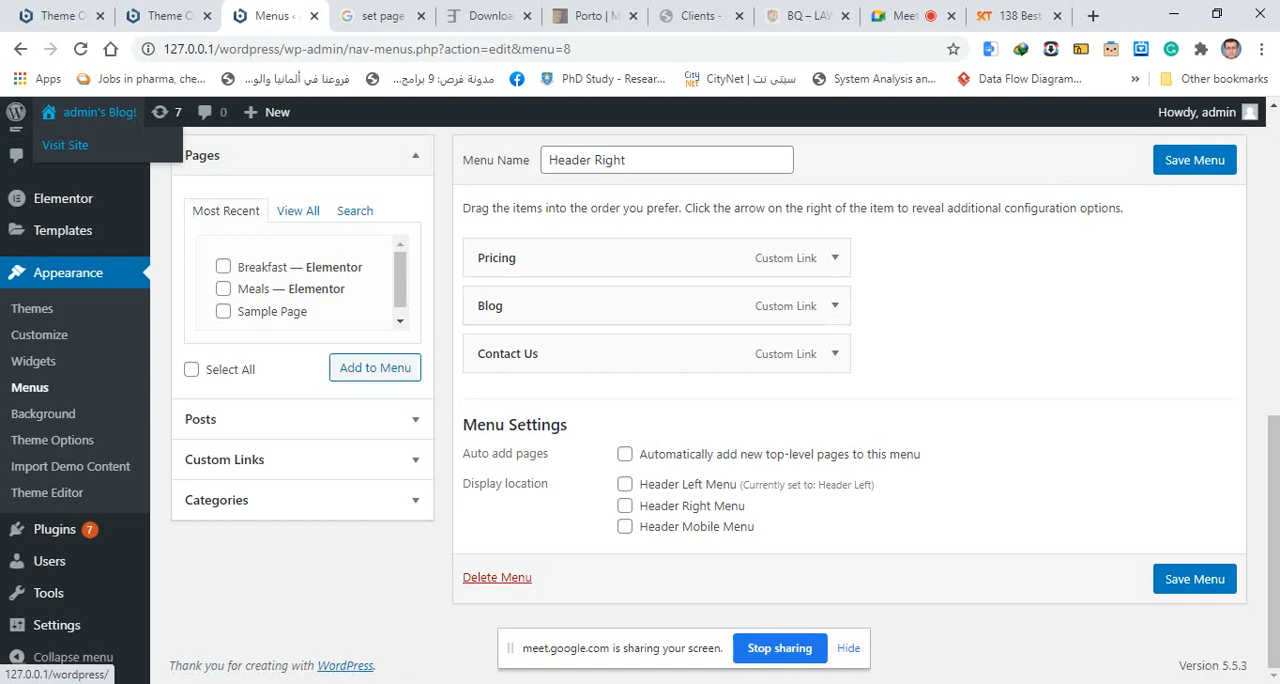 Theme O
Theme O
Menus ‹
set page
Downloa
Porto | M
Clients -
BQ – LAW
Meet
138 Best
127.0.0.1/wordpress/wp-admin/nav-menus.php?action=edit&menu=8
Apps
Jobs in pharma, che...
فروعنا في ألمانيا والو...
مدونة فرص: 9 برامج...
PhD Study - Resear...
CityNet | سيتى نت
System Analysis an...
Data Flow Diagram...
»
Other bookmarks
admin's Blog!
7
0
New
Howdy, admin
Visit Site
Elementor
Templates
Appearance
Themes
Customize
Widgets
Menus
Background
Theme Options
Import Demo Content
Theme Editor
Plugins 7
Users
Tools
Settings
Collapse menu
127.0.0.1/wordpress/
Pages
Most Recent
View All
Search
Breakfast — Elementor
Meals — Elementor
Sample Page
Select All
Add to Menu
Posts
Custom Links
Categories
Menu Name
Header Right
Save Menu
Drag the items into the order you prefer. Click the arrow on the right of the item to reveal additional configuration options.
Pricing Custom Link
Blog Custom Link
Contact Us Custom Link
Menu Settings
Auto add pages Automatically add new top-level pages to this menu
Display location Header Left Menu (Currently set to: Header Left)
Header Right Menu
Header Mobile Menu
Delete Menu
Save Menu
meet.google.com is sharing your screen. Stop sharing Hide
Thank you for creating with WordPress.
Version 5.5.3